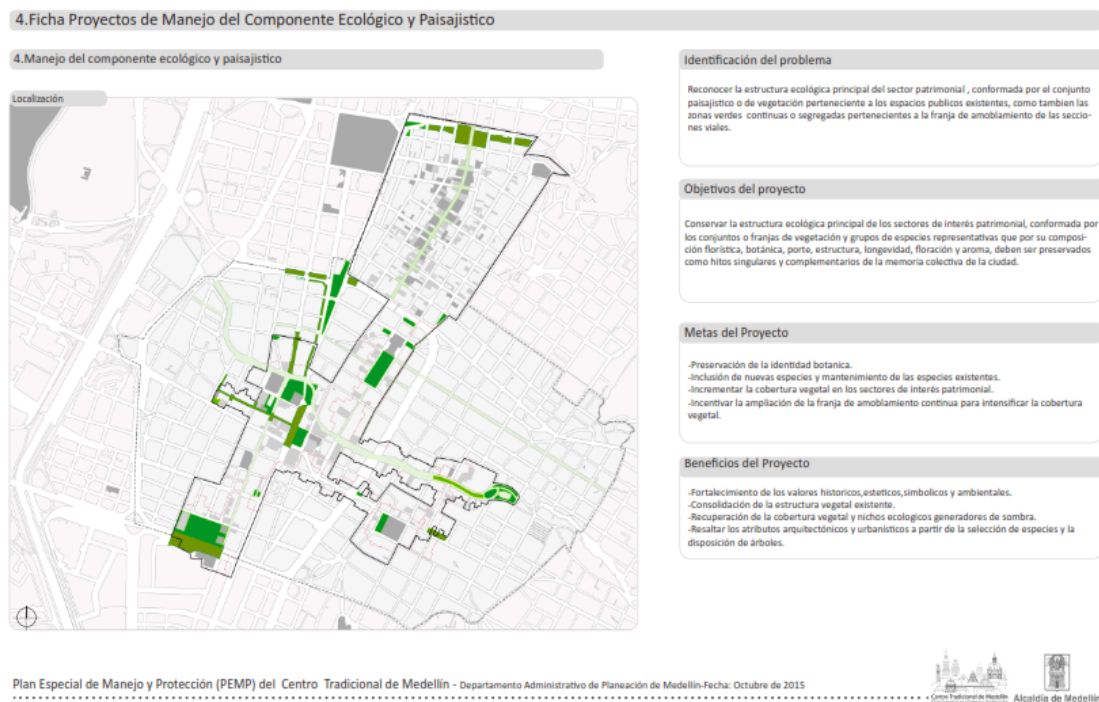 4.Ficha Proyectos de Manejo del Componente Ecológico y Paisajistico
4.Manejo del componente ecológico y paisajistico
Localización
Identificación del problema
Reconocer la estructura ecológica principal del sector patrimonial , conformada por el conjunto
paisajistico o de vegetación perteneciente a los espacios publicos existentes, como tambien las
zonas verdes continuas o segregadas pertenecientes a la franja de amoblamiento de las seccio-
nes viales.
Objetivos del proyecto
Conservar la estructura ecológica principal de los sectores de interés patrimonial, conformada por
los conjuntos o franjas de vegetación y grupos de especies representativas que por su composi-
ción florística, botánica, porte, estructura, longevidad, floración y aroma, deben ser preservados
como hitos singulares y complementarios de la memoria colectiva de la ciudad.
Metas del Proyecto
-Preservación de la identidad botanica.
-Inclusión de nuevas especies y mantenimiento de las especies existentes.
-Incrementar la cobertura vegetal en los sectores de interés patrimonial.
-Incentivar la ampliación de la franja de amoblamiento continua para intensificar la cobertura
vegetal.
Beneficios del Proyecto
-Fortalecimiento de los valores historicos,esteticos,simbolicos y ambientales.
-Consolidación de la estructura vegetal existente.
-Recuperación de la cobertura vegetal y nichos ecologicos generadores de sombra.
-Resaltar los atributos arquitectónicos y urbanísticos a partir de la selección de especies y la
disposición de árboles.
Plan Especial de Manejo y Protección (PEMP) del Centro Tradicional de Medellín - Departamento Administrativo de Planeación de Medellín-Fecha: Octubre de 2015
Centro Tradicional de Medellín
Alcaldía de Medellín